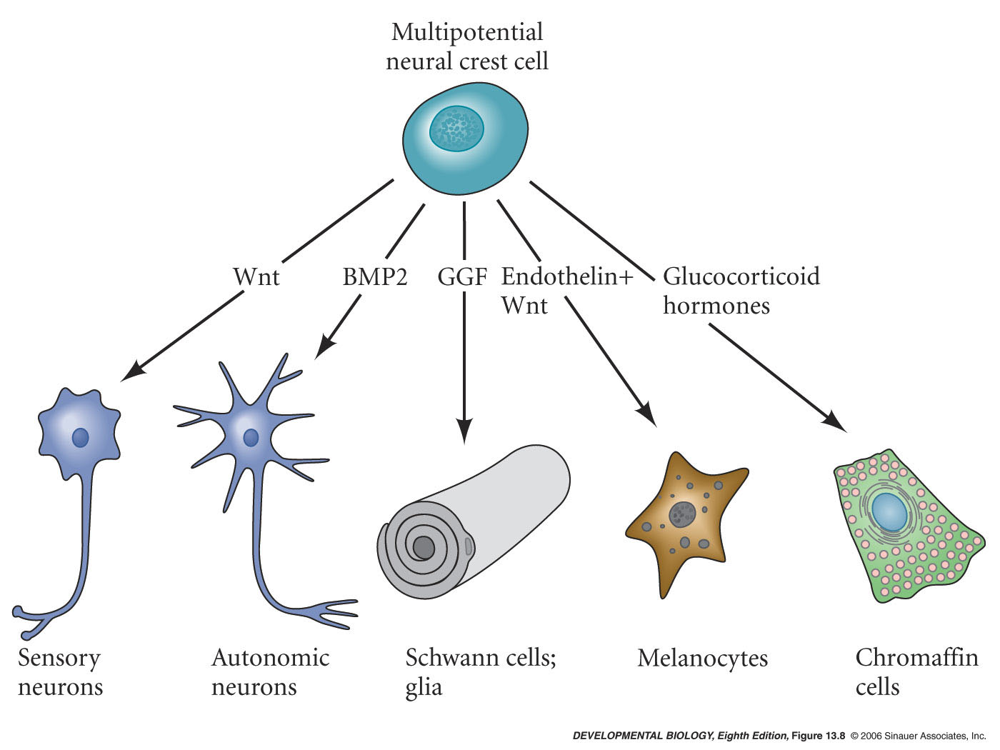 Multipotential
neural crest cell
Wnt
BMP2
GGF
Endothelin+
Wnt
Glucocorticoid
hormones
Sensory
neurons
Autonomic
neurons
Schwann cells;
glia
Melanocytes
Chromaffin
cells
DEVELOPMENTAL BIOLOGY, Eighth Edition, Figure 13.8 © 2006 Sinauer Associates, Inc.